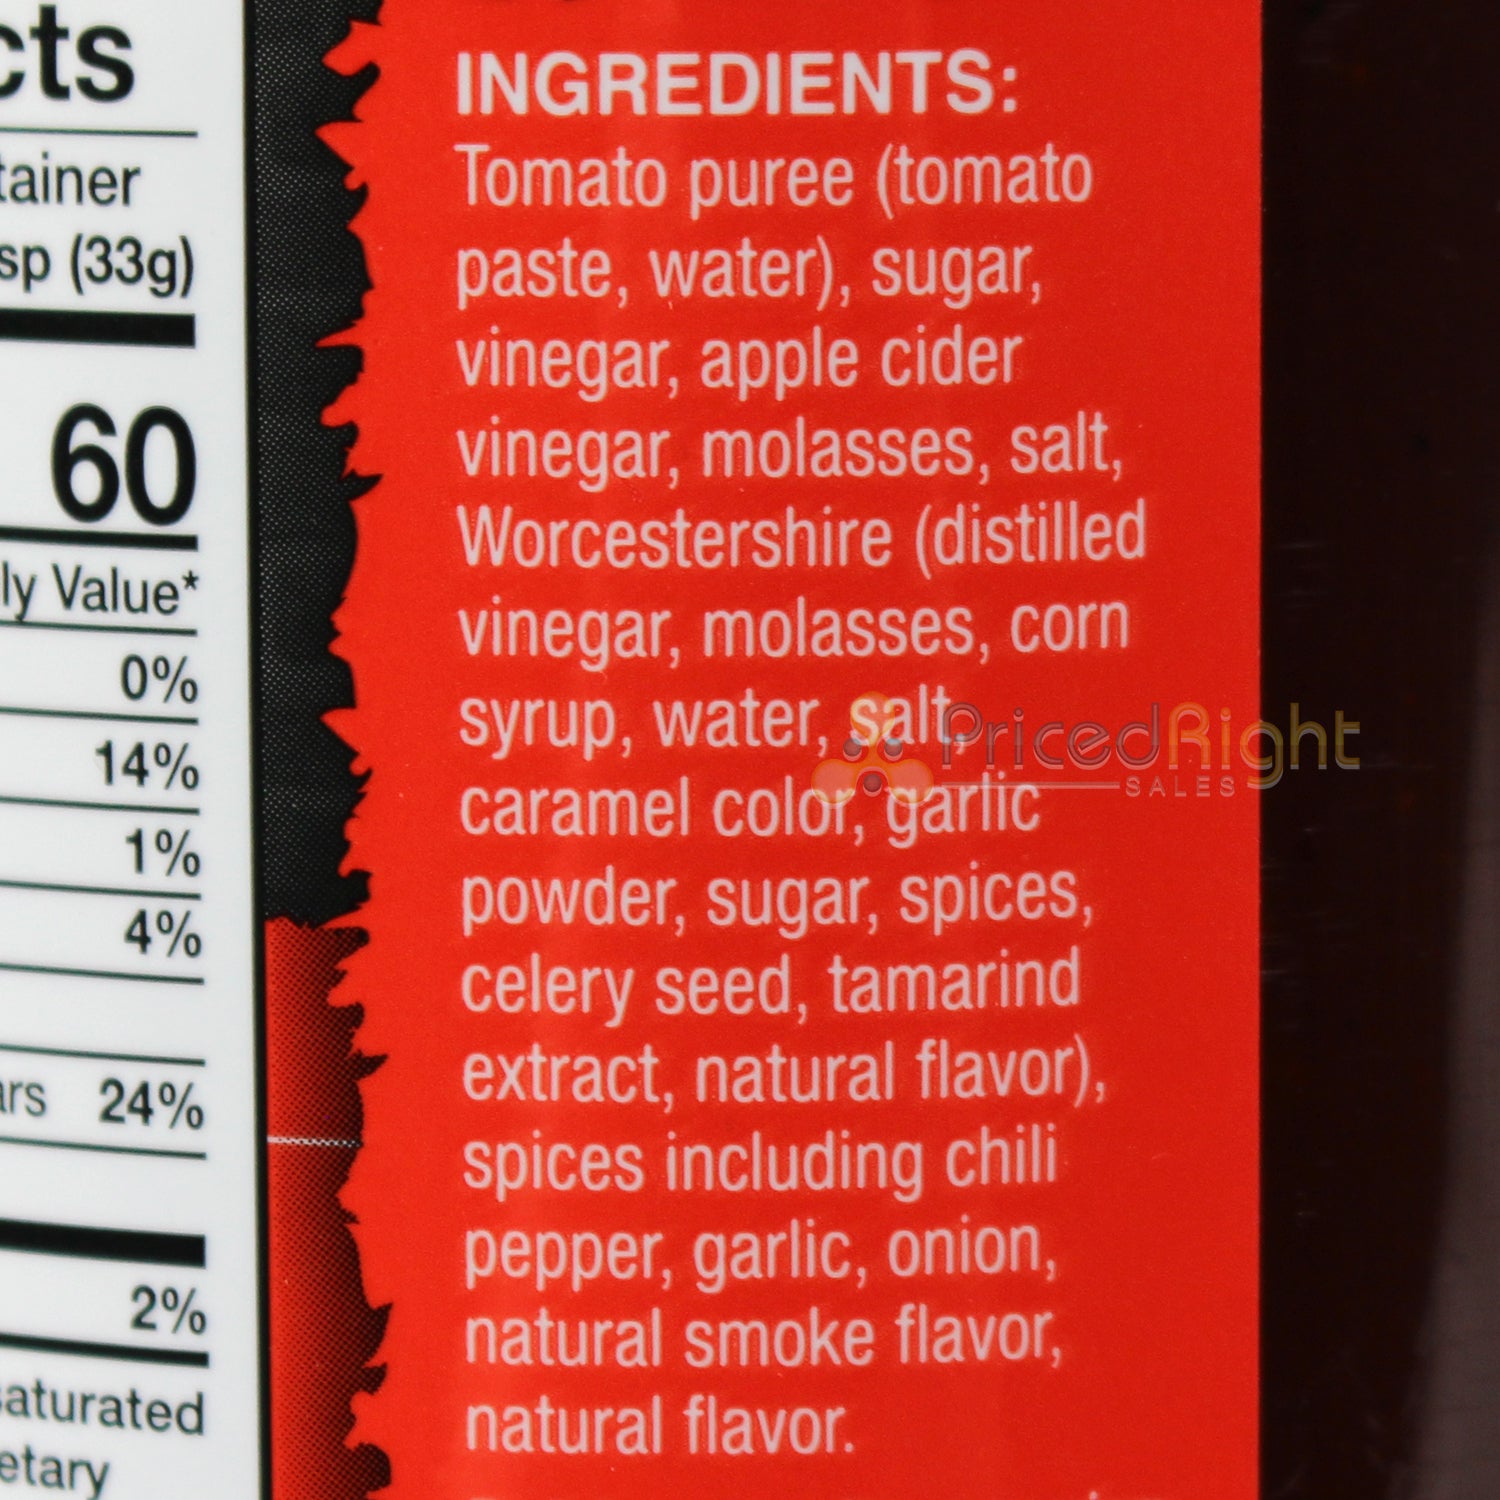 cts
tainer
sp (33g)
60
ly Value*
0%
14%
1%
4%
ars 24%
2%
saturated
etary
INGREDIENTS:
Tomato puree (tomato
paste, water), sugar,
vinegar, apple cider
vinegar, molasses, salt,
Worcestershire (distilled
vinegar, molasses, corn
syrup, water, salt,
caramel color, garlic
powder, sugar, spices,
celery seed, tamarind
extract, natural flavor),
spices including chili
pepper, garlic, onion,
natural smoke flavor,
natural flavor.
PricedRight
SALES